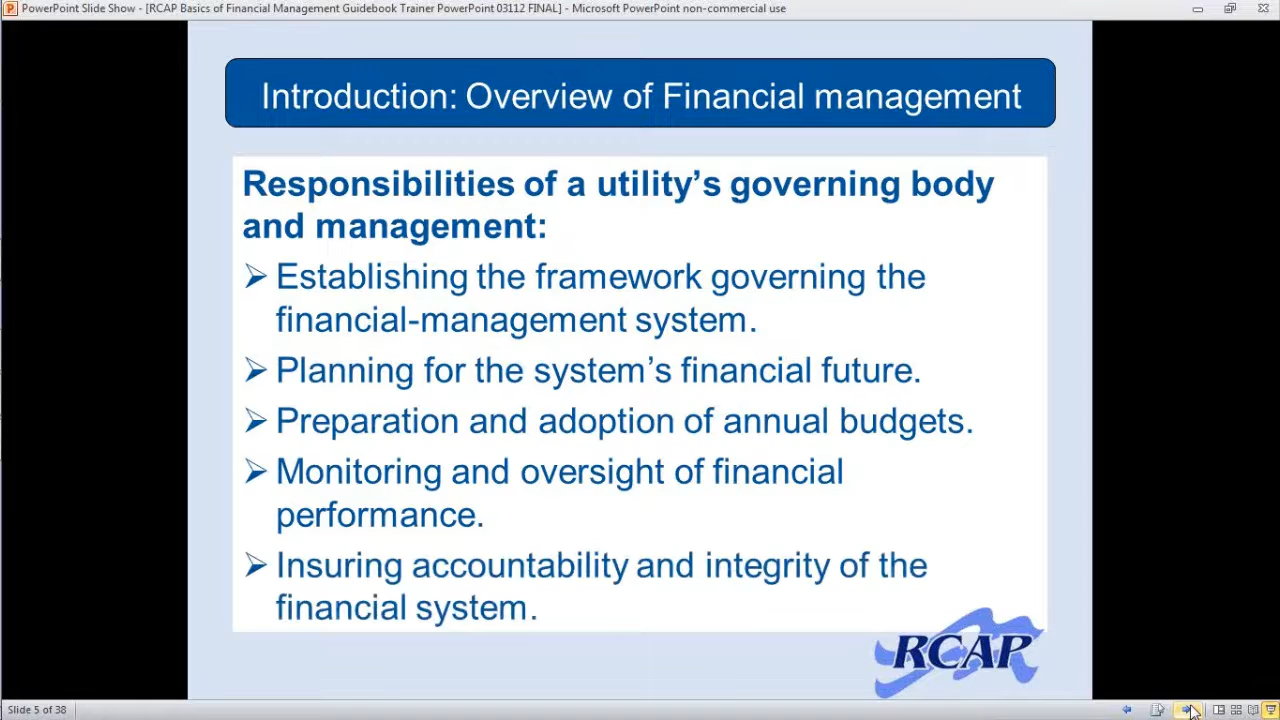 PowerPoint Slide Show - [RCAP Basics of Financial Management Guidebook Trainer PowerPoint 03112 FINAL] - Microsoft PowerPoint non-commercial use
Introduction: Overview of Financial management
Responsibilities of a utility’s governing body
and management:
Establishing the framework governing the
financial-management system.
Planning for the system’s financial future.
Preparation and adoption of annual budgets.
Monitoring and oversight of financial
performance.
Insuring accountability and integrity of the
financial system.
RCAP
Slide 5 of 38